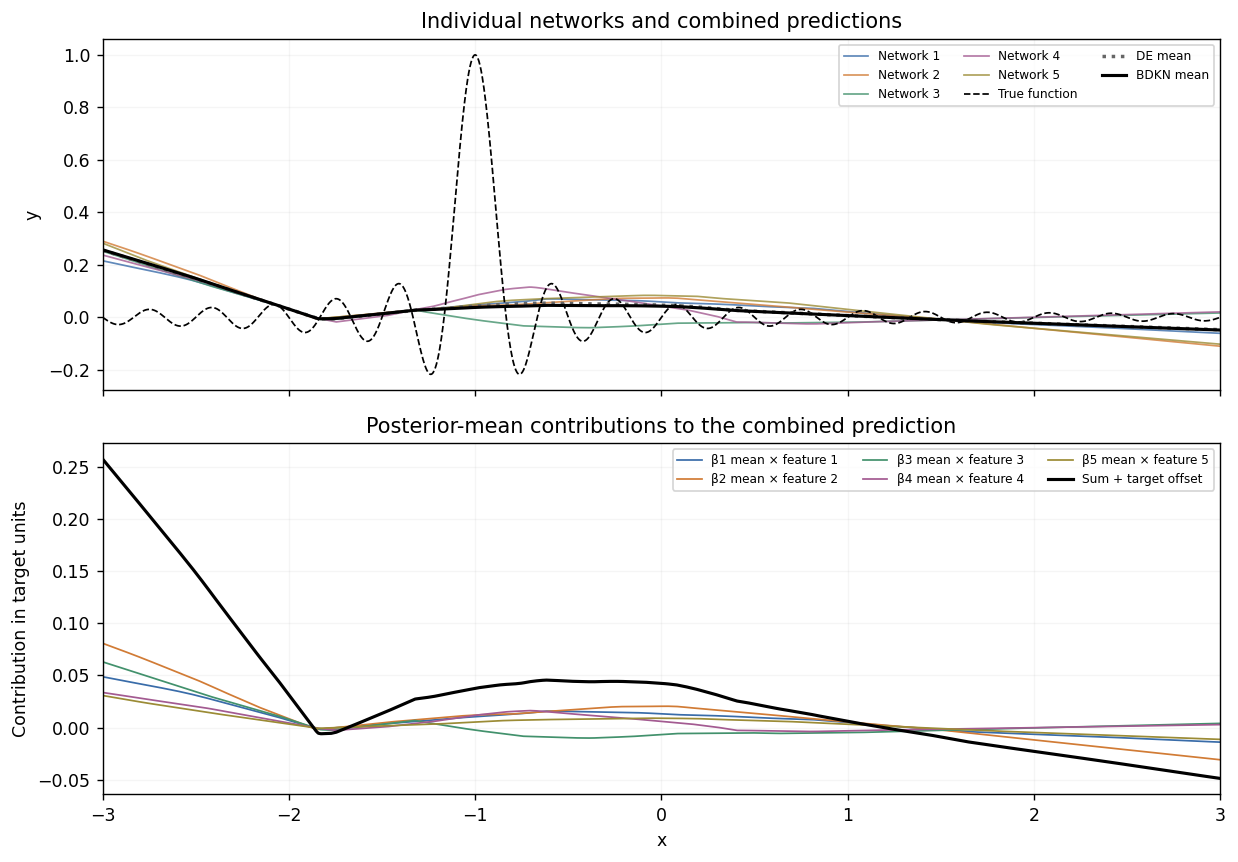 Individual networks and combined predictions
Network 1 Network 4 DE mean
Network 2 Network 5 BDKN mean
Network 3 True function
1.0
0.8
0.6
0.4
0.2
0.0
−0.2
y
Posterior-mean contributions to the combined prediction
β1 mean × feature 1 β3 mean × feature 3 β5 mean × feature 5
β2 mean × feature 2 β4 mean × feature 4 Sum + target offset
0.25
0.20
0.15
0.10
0.05
0.00
−0.05
Contribution in target units
−3 −2 −1 0 1 2 3
x